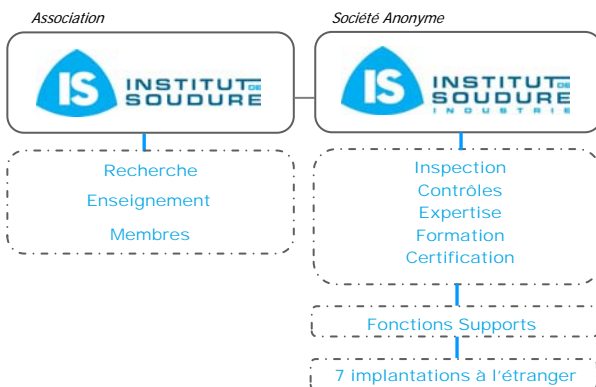 Association
IS INSTITUT DE
SOUDURE
Recherche
Enseignement
Membres
Société Anonyme
IS INSTITUT DE
SOUDURE
INDUSTRIE
Inspection
Contrôles
Expertise
Formation
Certification
Fonctions Supports
7 implantations à l'étranger